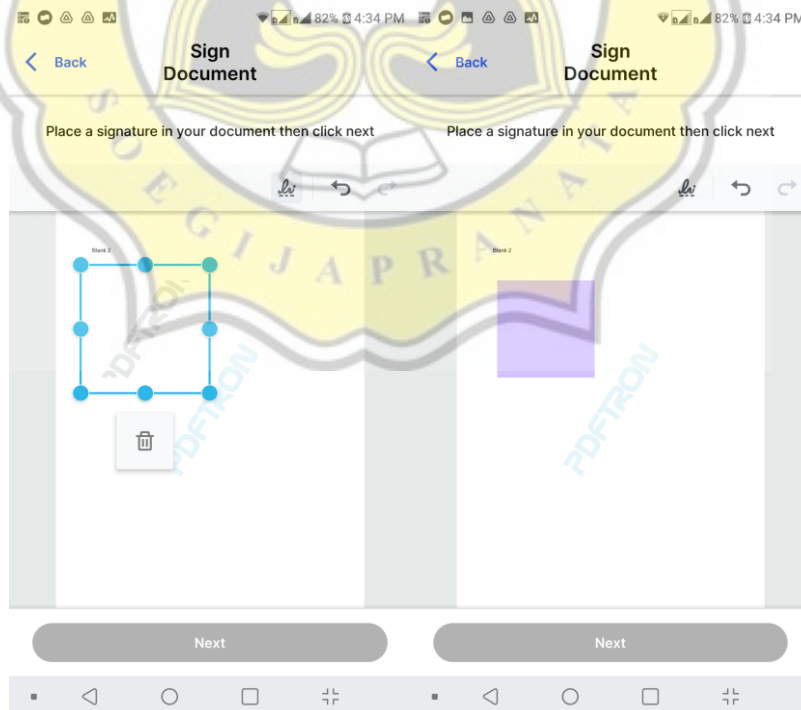 82% 4:34 PM
Back
Sign
Document
Place a signature in your document then click next
Blank 2
PDFTRON
PDFTRON
Next
82% 4:34 PM
Back
Sign
Document
Place a signature in your document then click next
Blank 2
PDFTRON
Next
SOEGIJAPRANATA